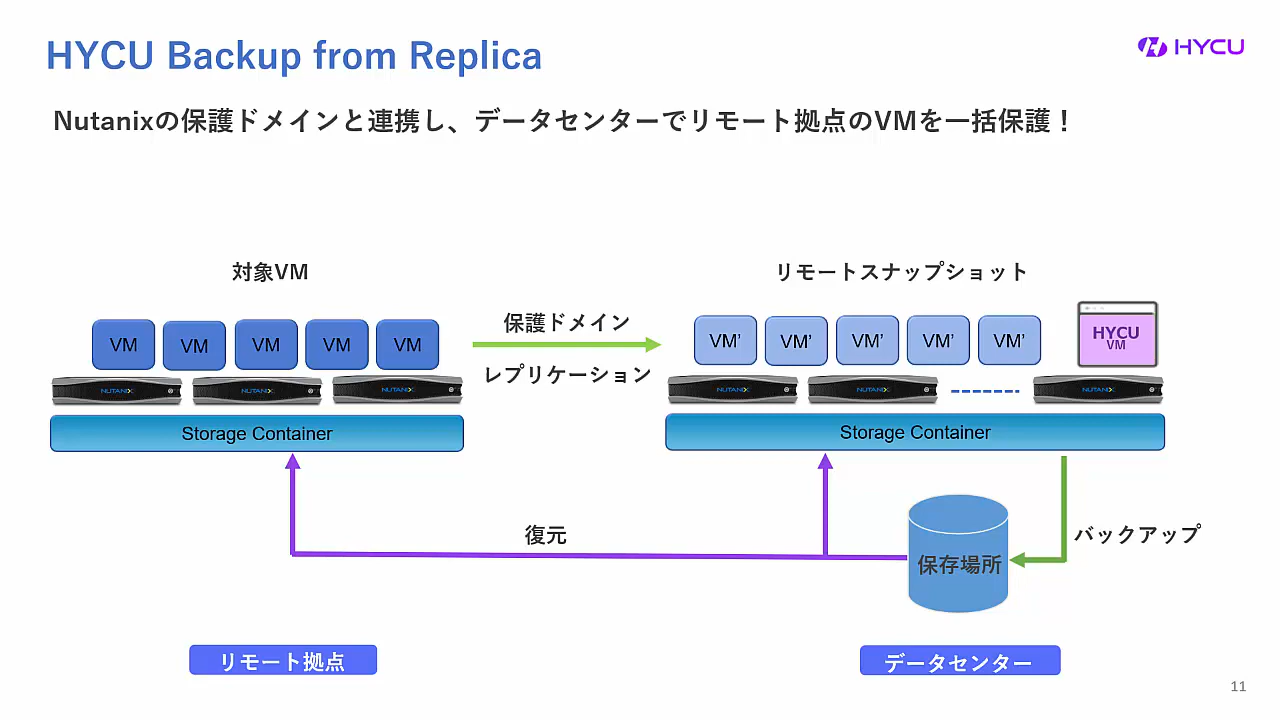 HYCU Backup from Replica
HYCU
Nutanixの保護ドメインと連携し、データセンターでリモート拠点のVMを一括保護！
対象VM
リモートスナップショット
保護ドメイン
レプリケーション
VM VM VM VM VM
VM’ VM’ VM’ VM’ VM’
HYCU
VM
NUTANIX NUTANIX NUTANIX
NUTANIX NUTANIX NUTANIX
Storage Container
Storage Container
復元
バックアップ
保存場所
リモート拠点
データセンター
11